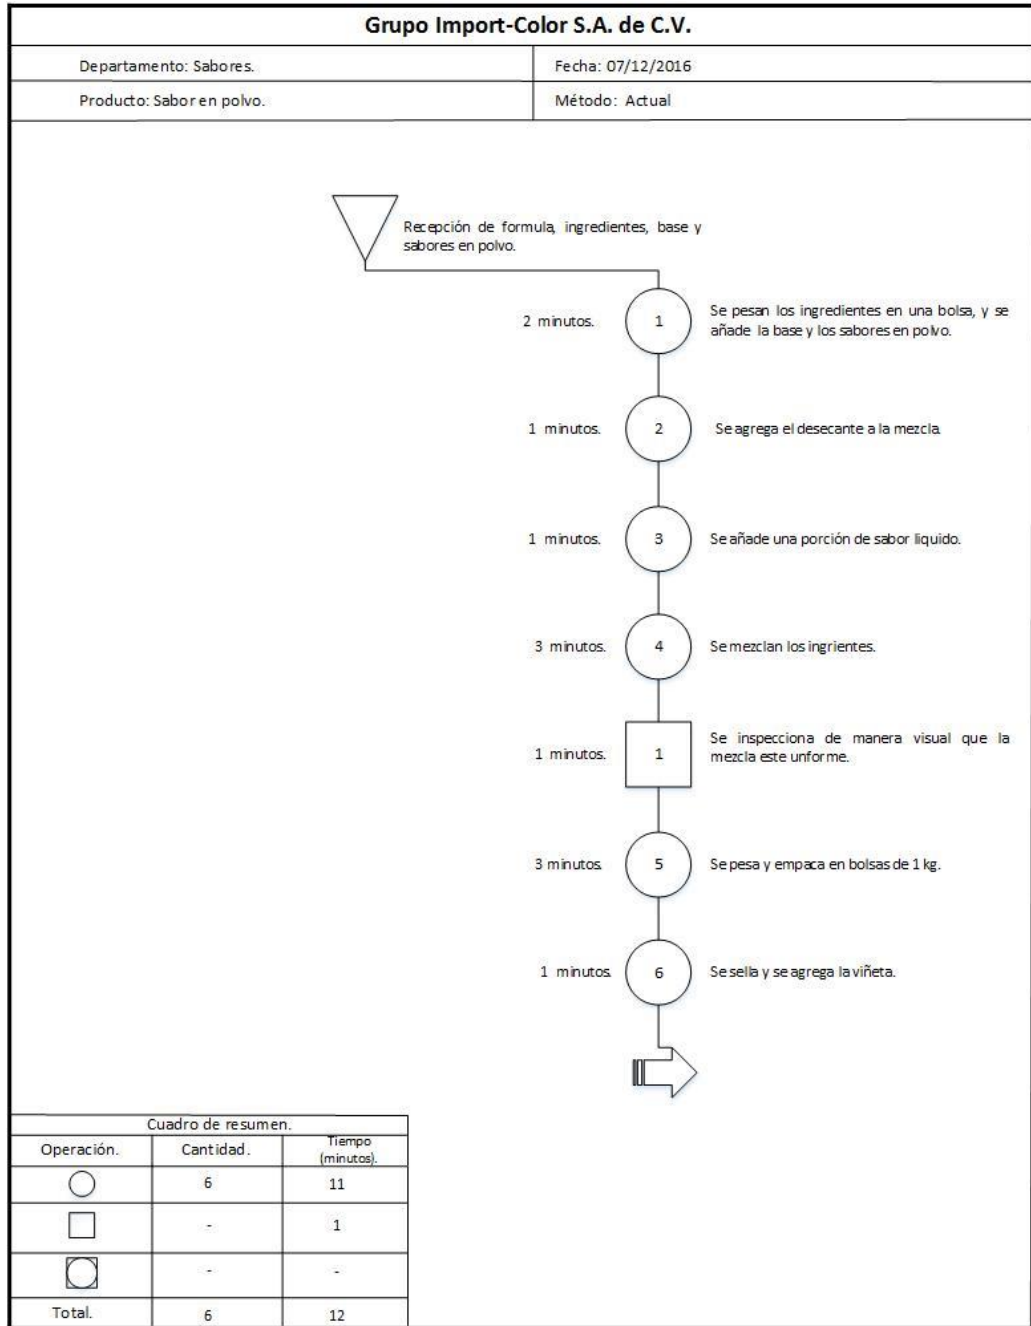 Grupo Import-Color S.A. de C.V.
Departamento: Sabores.
Fecha: 07/12/2016
Producto: Sabor en polvo.
Método: Actual
Recepción de formula, ingredientes, base y
sabores en polvo.
2 minutos.
1
Se pesan los ingredientes en una bolsa, y se
añade la base y los sabores en polvo.
1 minutos.
2
Se agrega el desecante a la mezcla.
1 minutos.
3
Se añade una porción de sabor liquido.
3 minutos.
4
Se mezclan los ingrientes.
1 minutos.
1
Se inspecciona de manera visual que la
mezcla este unforme.
3 minutos.
5
Se pesa y empaca en bolsas de 1 kg.
1 minutos.
6
Se sella y se agrega la viñeta.
Cuadro de resumen.
Operación.
Cantidad.
Tiempo
(minutos).
6
11
-
1
-
-
Total.
6
12